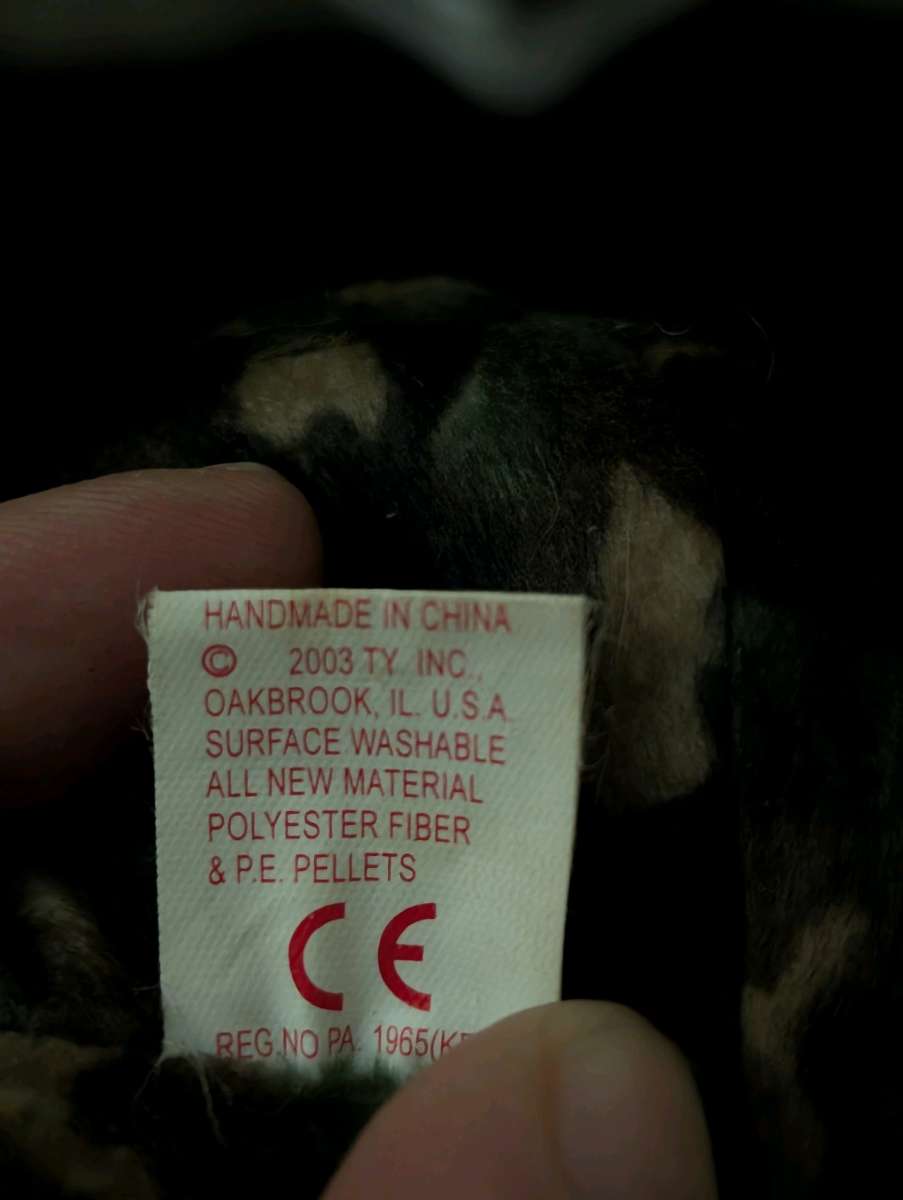 HANDMADE IN CHINA
© 2003 TY INC.,
OAKBROOK, IL. U.S.A.
SURFACE WASHABLE
ALL NEW MATERIAL
POLYESTER FIBER
& P.E. PELLETS
CE
REG.NO PA. 1965